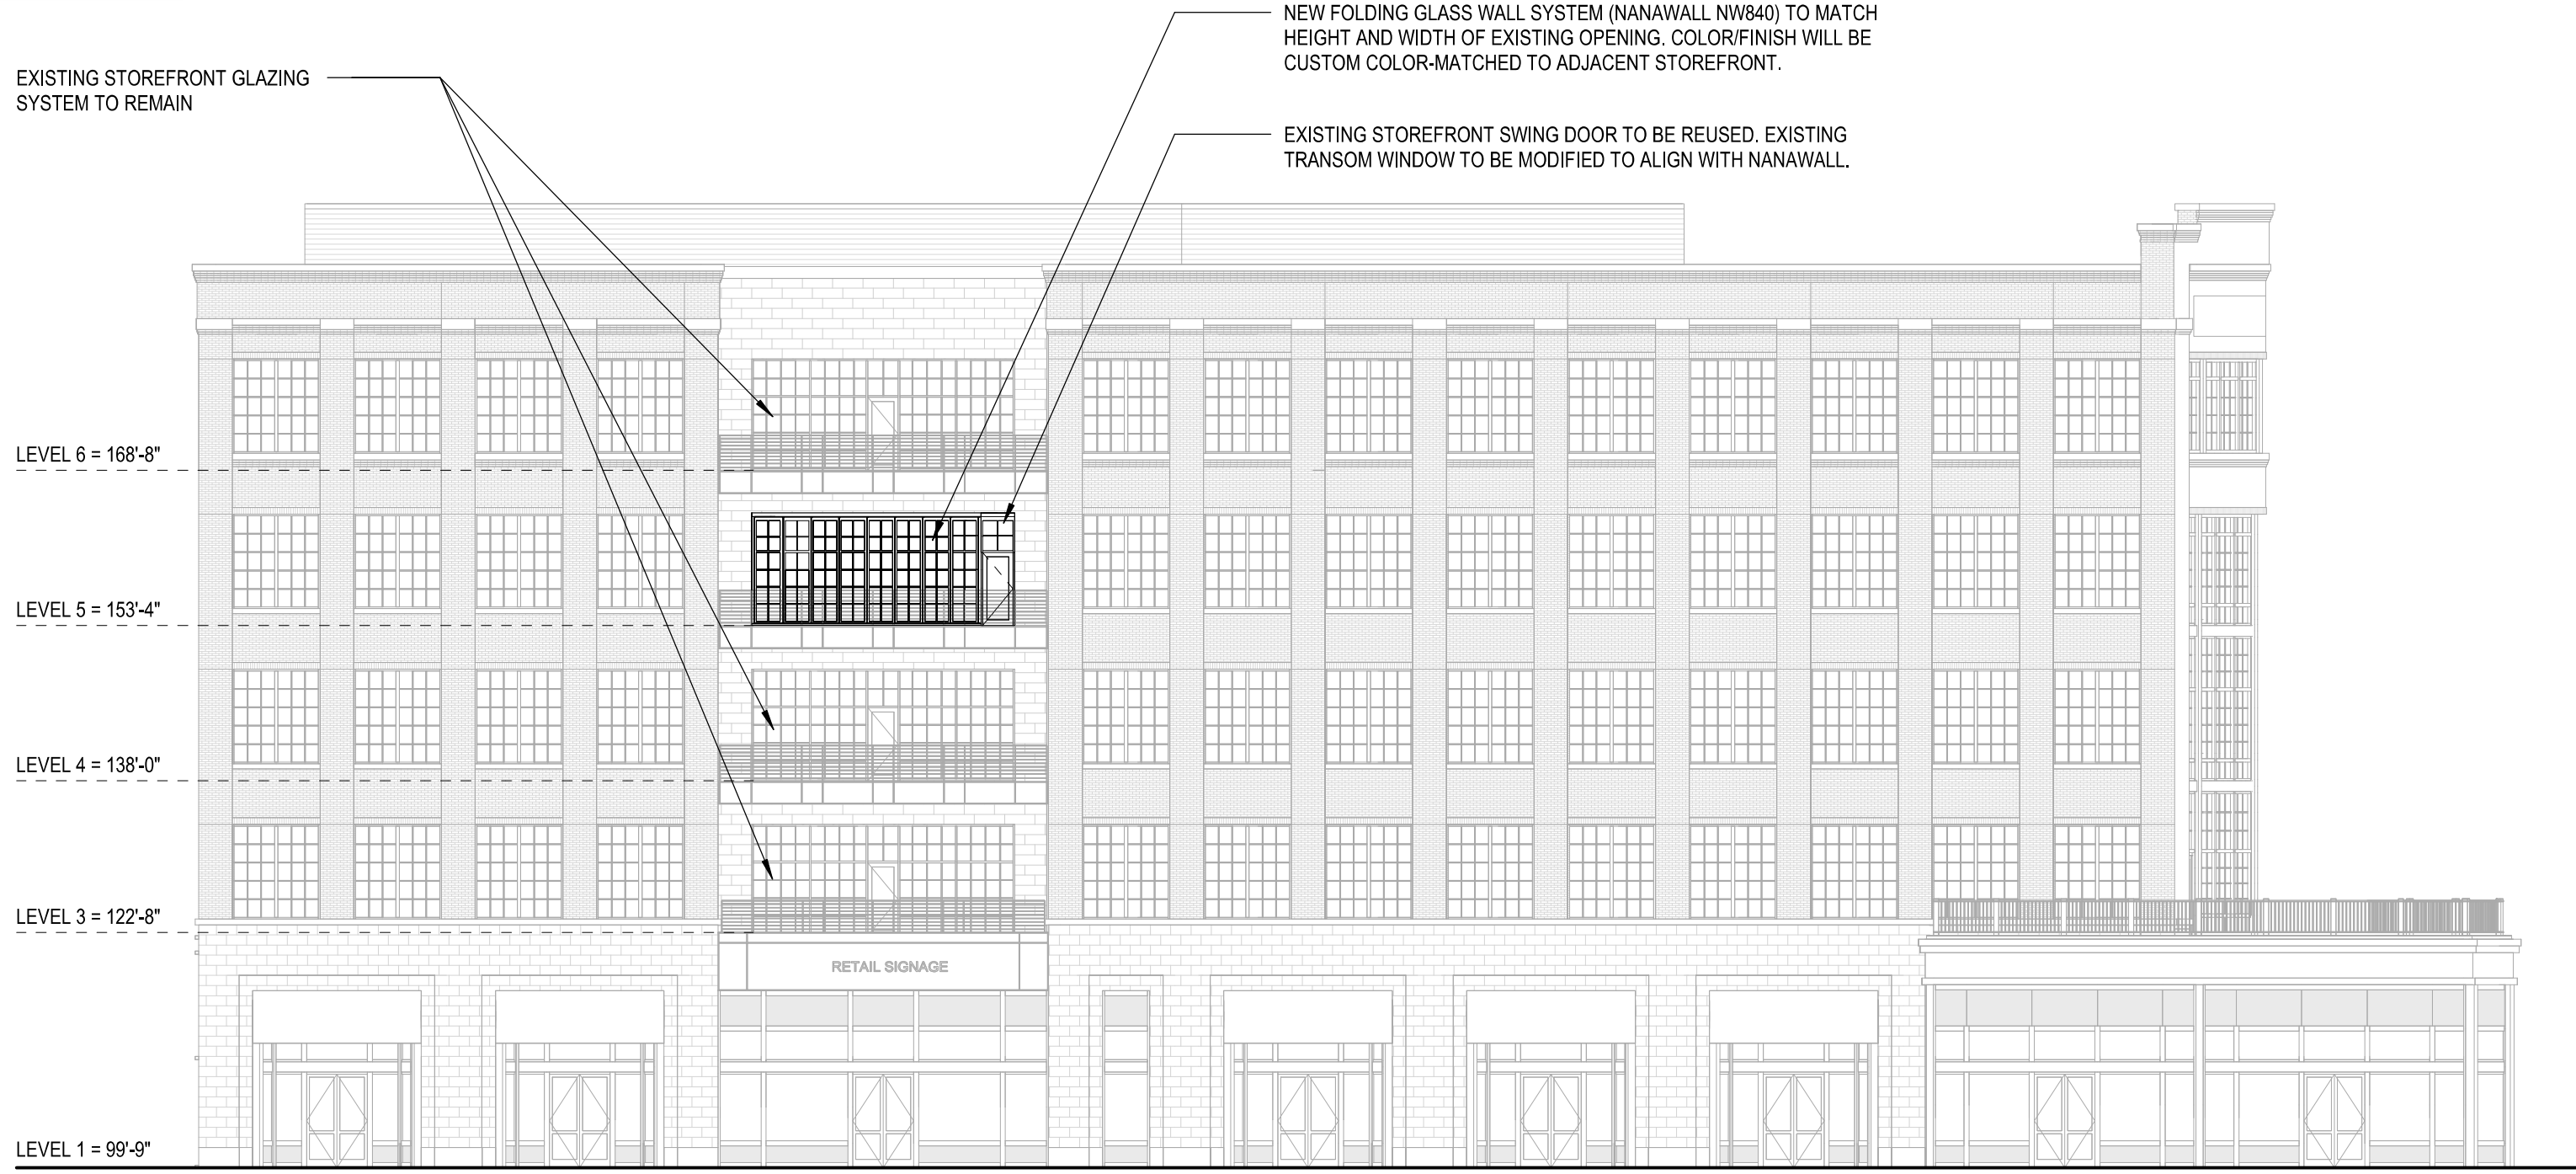 NEW FOLDING GLASS WALL SYSTEM (NANAWALL NW840) TO MATCH
HEIGHT AND WIDTH OF EXISTING OPENING. COLOR/FINISH WILL BE
CUSTOM COLOR-MATCHED TO ADJACENT STOREFRONT.
EXISTING STOREFRONT GLAZING
SYSTEM TO REMAIN
EXISTING STOREFRONT SWING DOOR TO BE REUSED. EXISTING
TRANSOM WINDOW TO BE MODIFIED TO ALIGN WITH NANAWALL.
LEVEL 6 = 168'-8"
LEVEL 5 = 153'-4"
LEVEL 4 = 138'-0"
LEVEL 3 = 122'-8"
RETAIL SIGNAGE
LEVEL 1 = 99'-9"